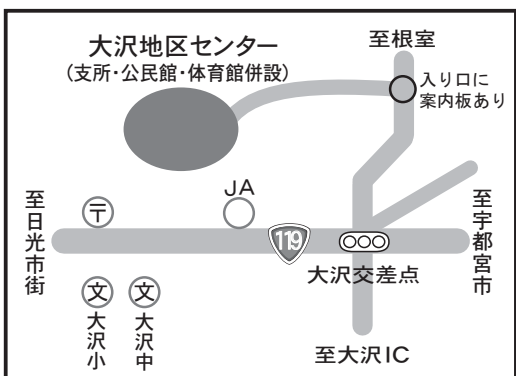 大沢地区センター
(支所・公民館・体育館併設)
至根室
入り口に
案内板あり
至日光市街
〒
JA
119
大沢交差点
至宇都宮市
文
大沢小
文
大沢中
至大沢IC